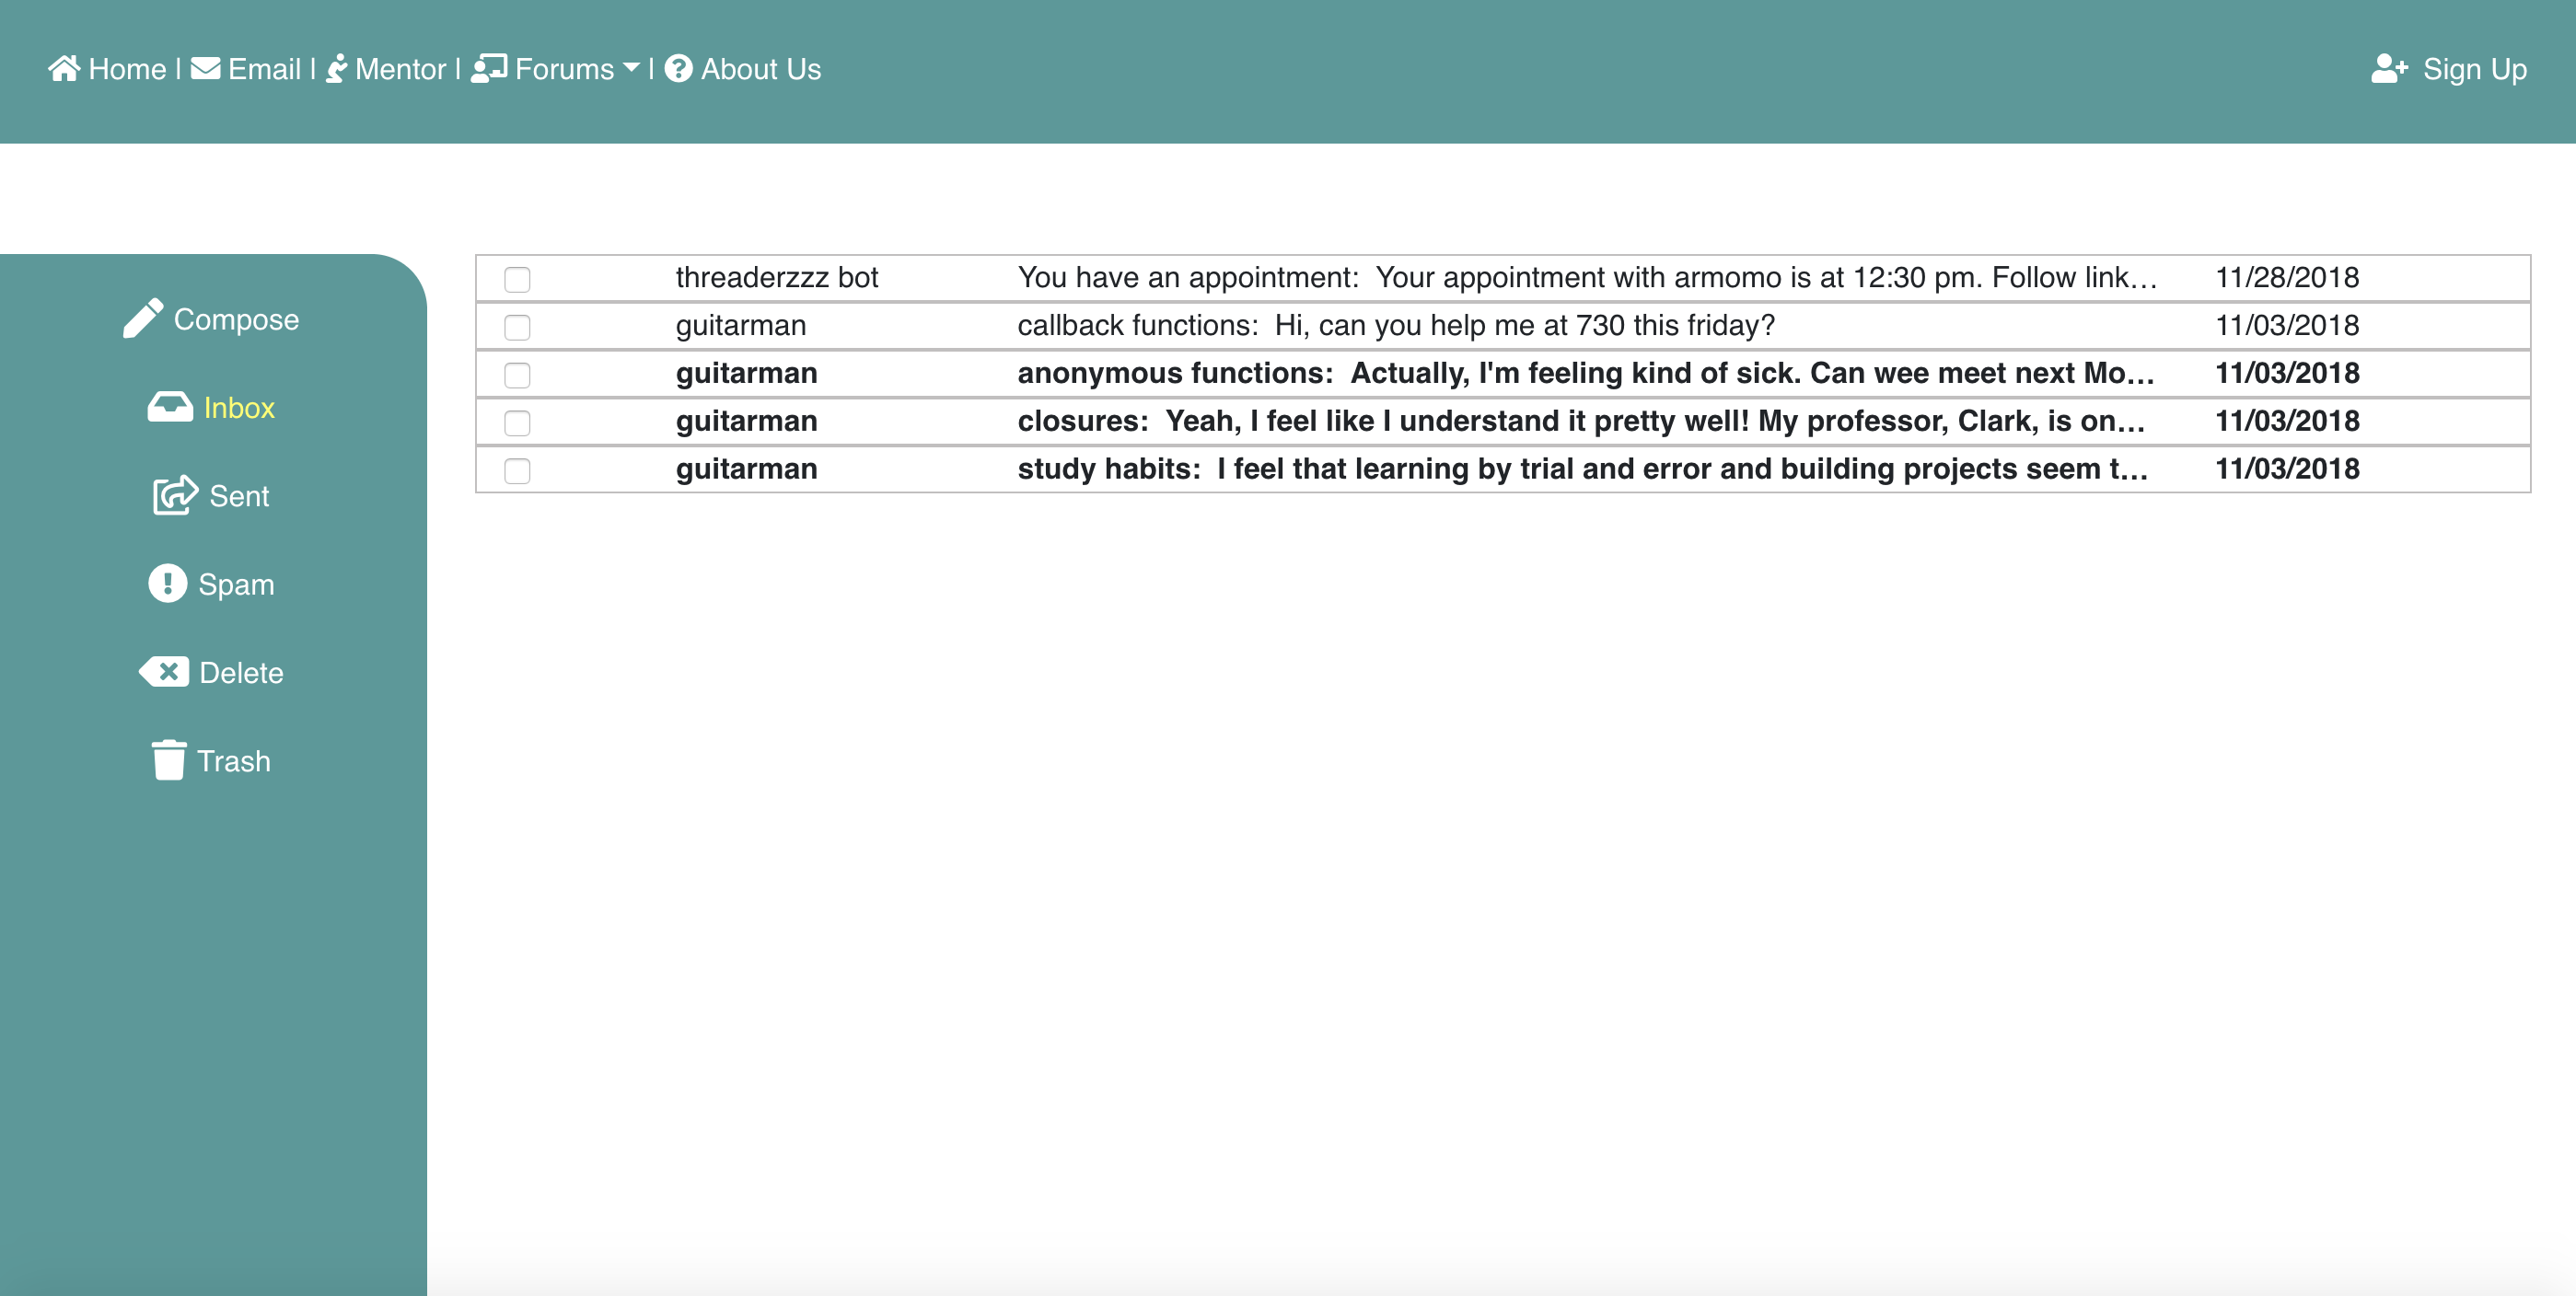 Home | Email | Mentor | Forums | About Us Sign Up
Compose
Inbox
Sent
Spam
Delete
Trash
threaderzzz bot You have an appointment: Your appointment with armomo is at 12:30 pm. Follow link... 11/28/2018
guitarman callback functions: Hi, can you help me at 730 this friday? 11/03/2018
guitarman anonymous functions: Actually, I'm feeling kind of sick. Can wee meet next Mo... 11/03/2018
guitarman closures: Yeah, I feel like I understand it pretty well! My professor, Clark, is on... 11/03/2018
guitarman study habits: I feel that learning by trial and error and building projects seem t... 11/03/2018